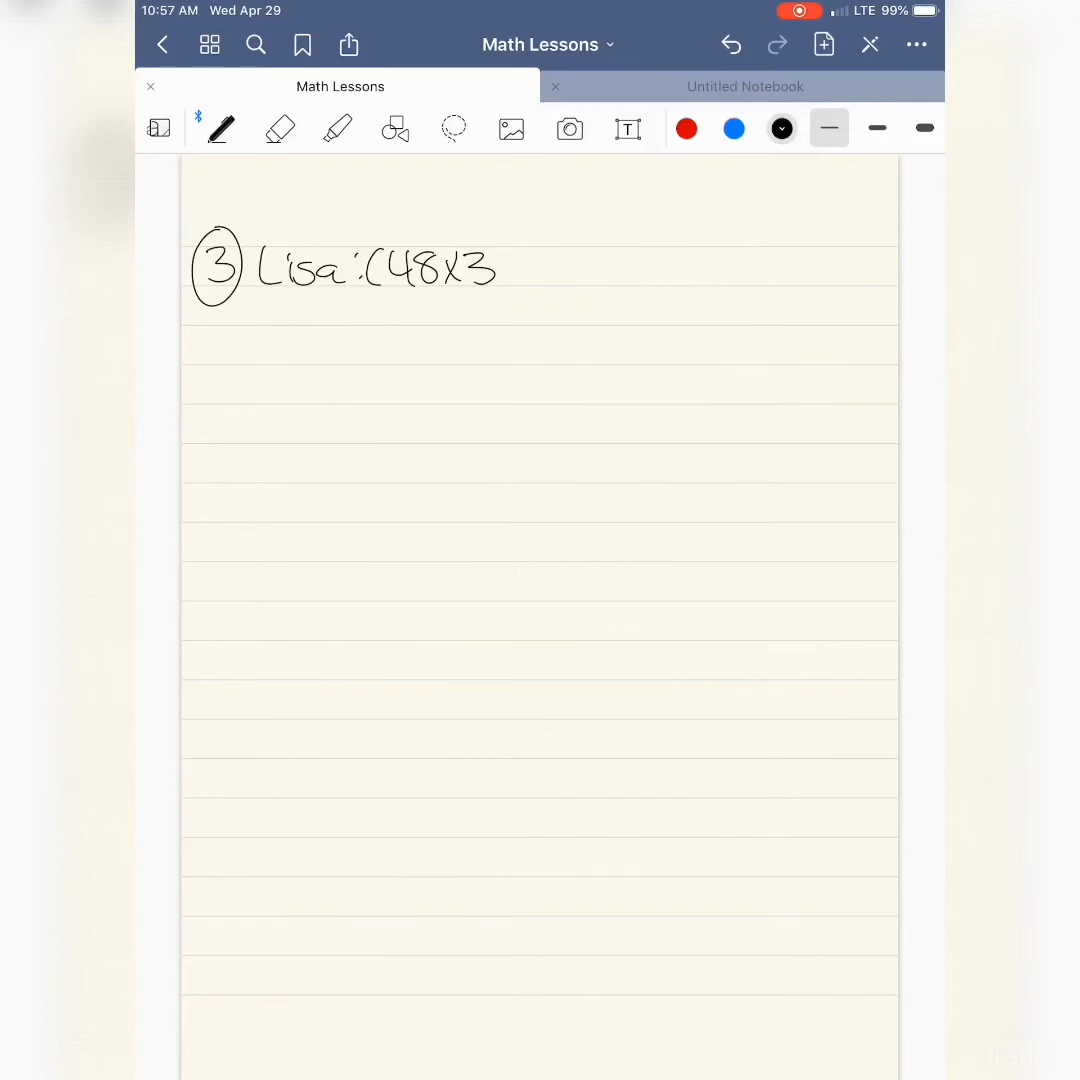 10:57 AM Wed Apr 29 LTE 99%
Math Lessons
Math Lessons Untitled Notebook
T
3 Lisa:(48x3